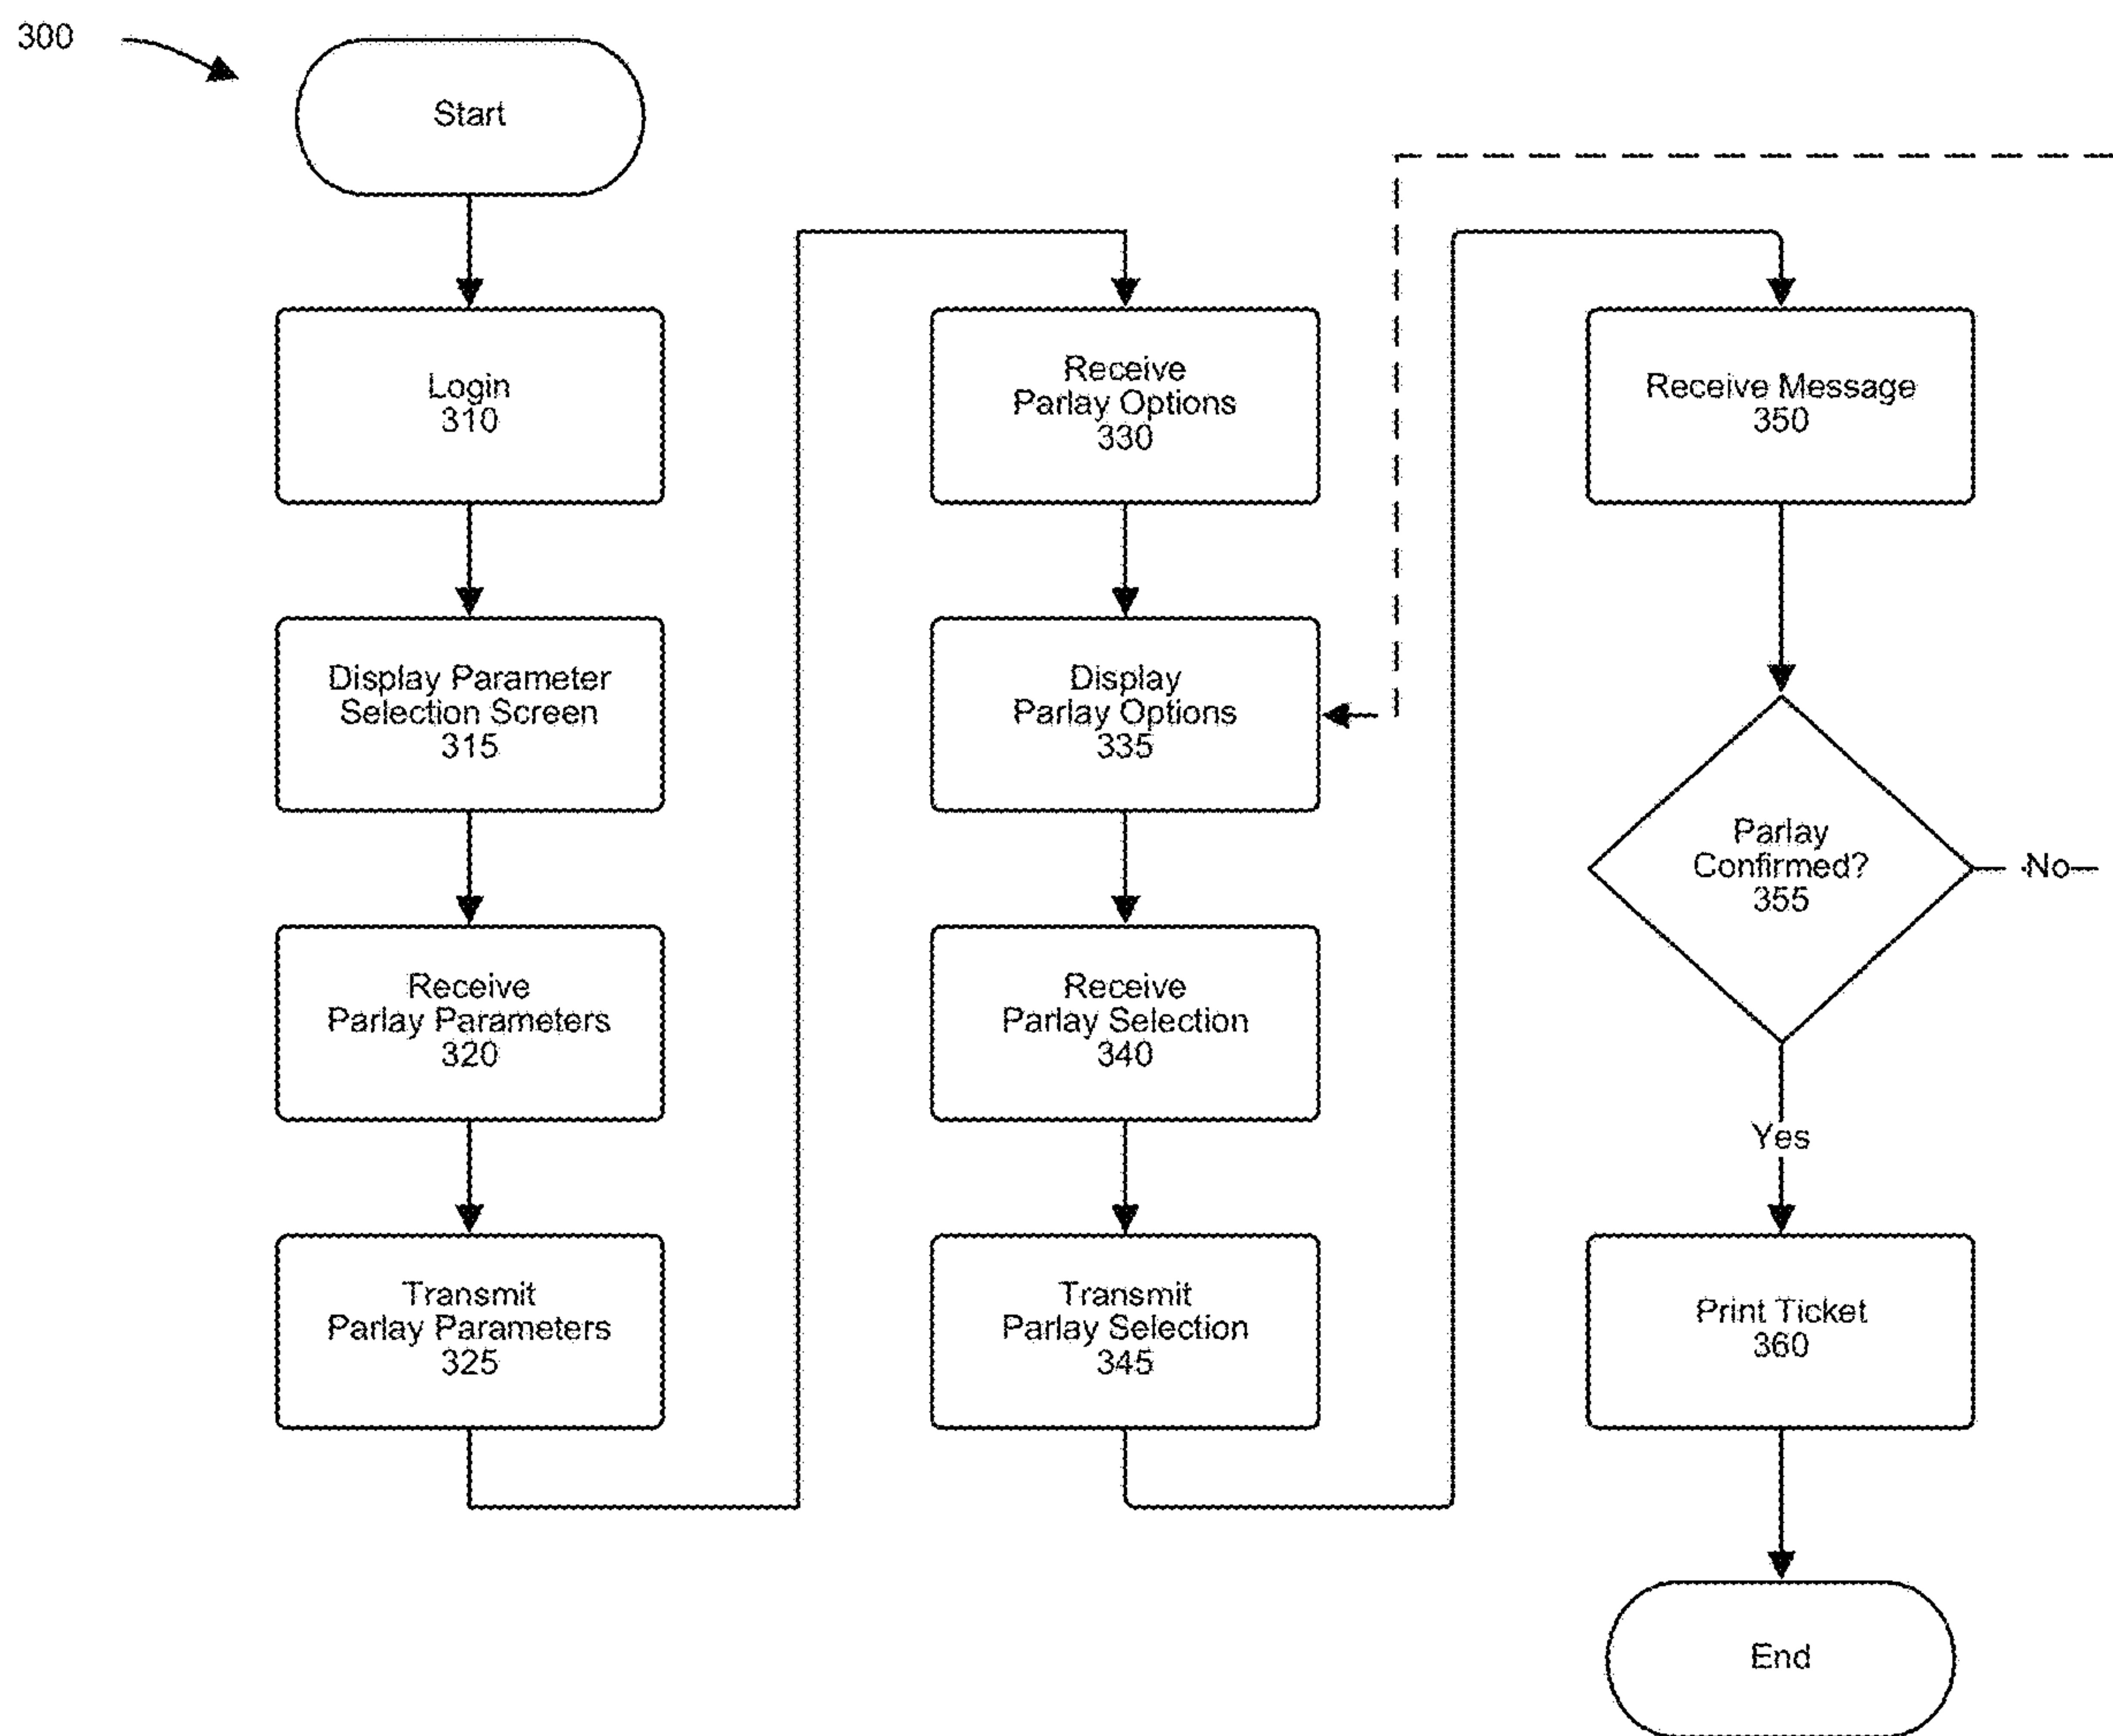 300
Start
Login
310
Display Parameter
Selection Screen
315
Receive
Parlay Parameters
320
Transmit
Parlay Parameters
325
Receive
Parlay Options
330
Display
Parlay Options
335
Receive
Parlay Selection
340
Transmit
Parlay Selection
345
Receive Message
350
Parlay
Confirmed?
355
No
Yes
Print Ticket
360
End